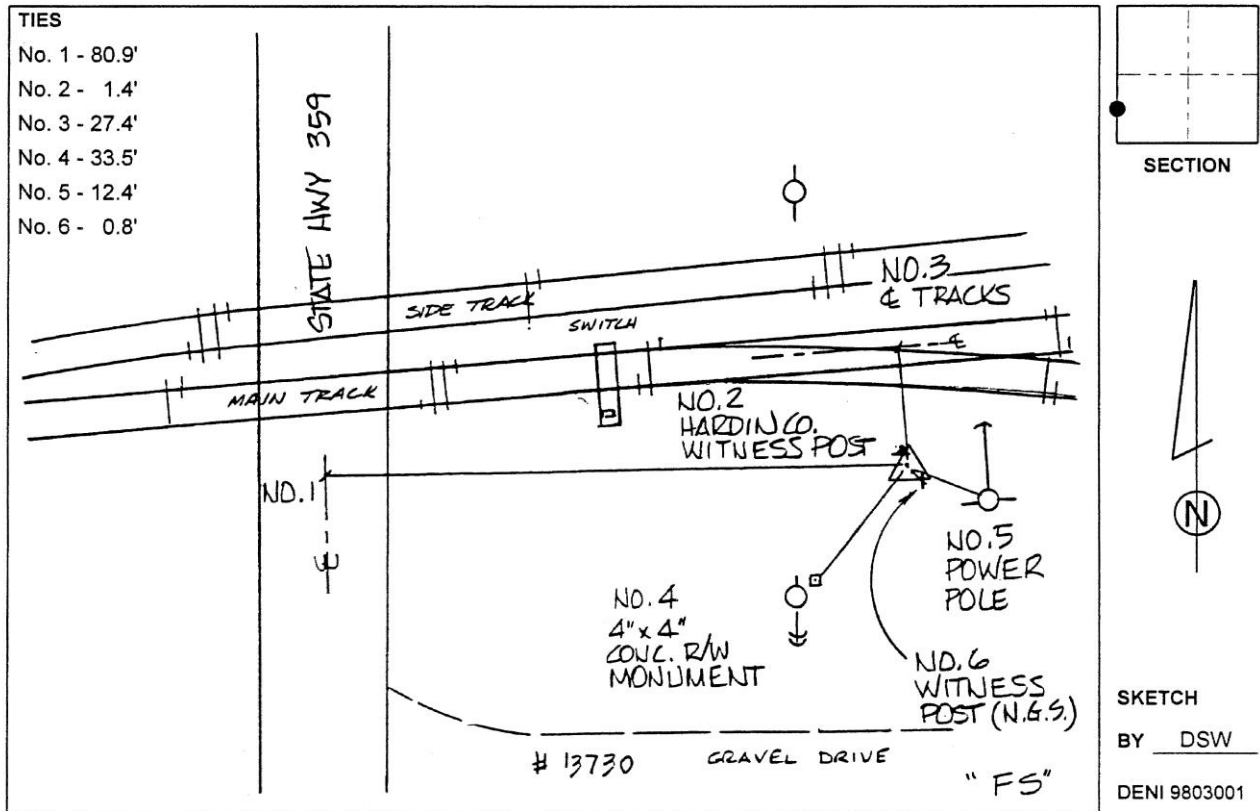 TIES
No. 1 - 80.9'
No. 2 - 1.4'
No. 3 - 27.4'
No. 4 - 33.5'
No. 5 - 12.4'
No. 6 - 0.8'
STATE HWY 359
SECTION
NO.3
℄ TRACKS
SIDE TRACK
SWITCH
℄
MAIN TRACK
NO.2
HARDIN CO.
WITNESS POST
NO.1
℄
NO.5
POWER
POLE
N
NO.4
4" x 4"
CONC. R/W
MONUMENT
NO.6
WITNESS
POST (N.G.S.)
# 13730
GRAVEL DRIVE
"FS"
SKETCH
BY DSW
DENI 9803001